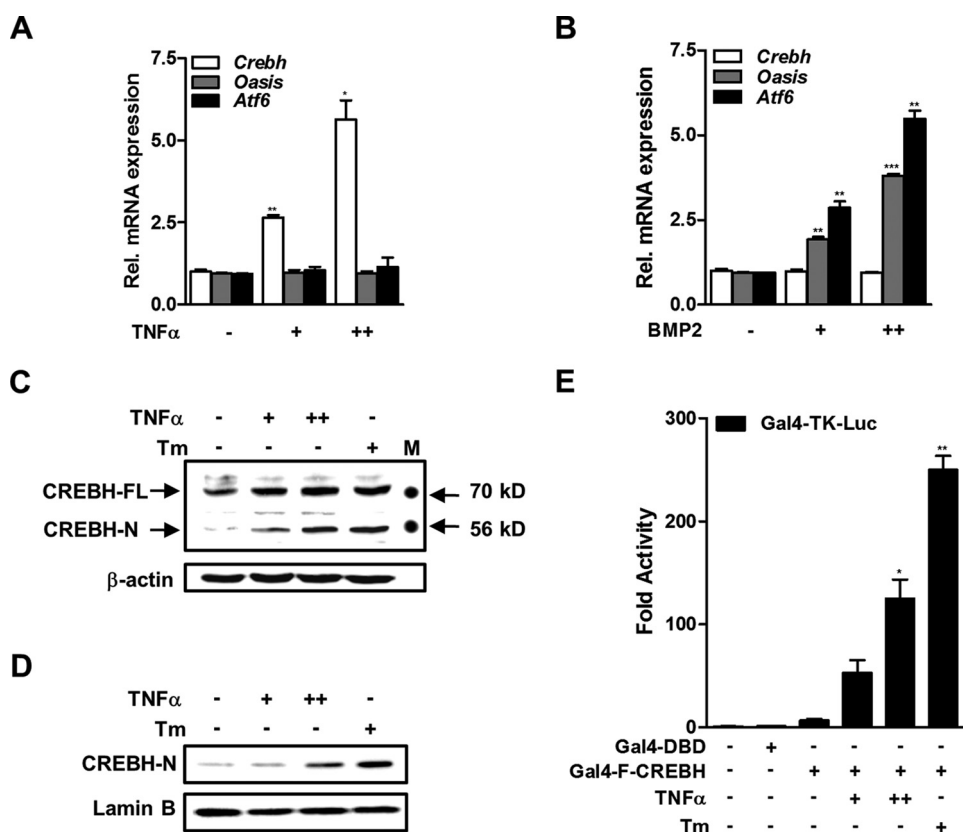 A
7.5
5.0
2.5
0.0
Rel. mRNA expression
Crebh
Oasis
Atf6
** *
TNFα - + ++
B
7.5
5.0
2.5
0.0
Rel. mRNA expression
Crebh
Oasis
Atf6
** ** *** **
BMP2 - + ++
C
TNFα - + ++ -
Tm - - - + M
CREBH-FL 70 kD
CREBH-N 56 kD
β-actin
D
TNFα - + ++ -
Tm - - - +
CREBH-N
Lamin B
E
300
200
100
0
Fold Activity
Gal4-TK-Luc
* **
Gal4-DBD - + - - - -
Gal4-F-CREBH - - + + + +
TNFα - - - + ++ -
Tm - - - - - +